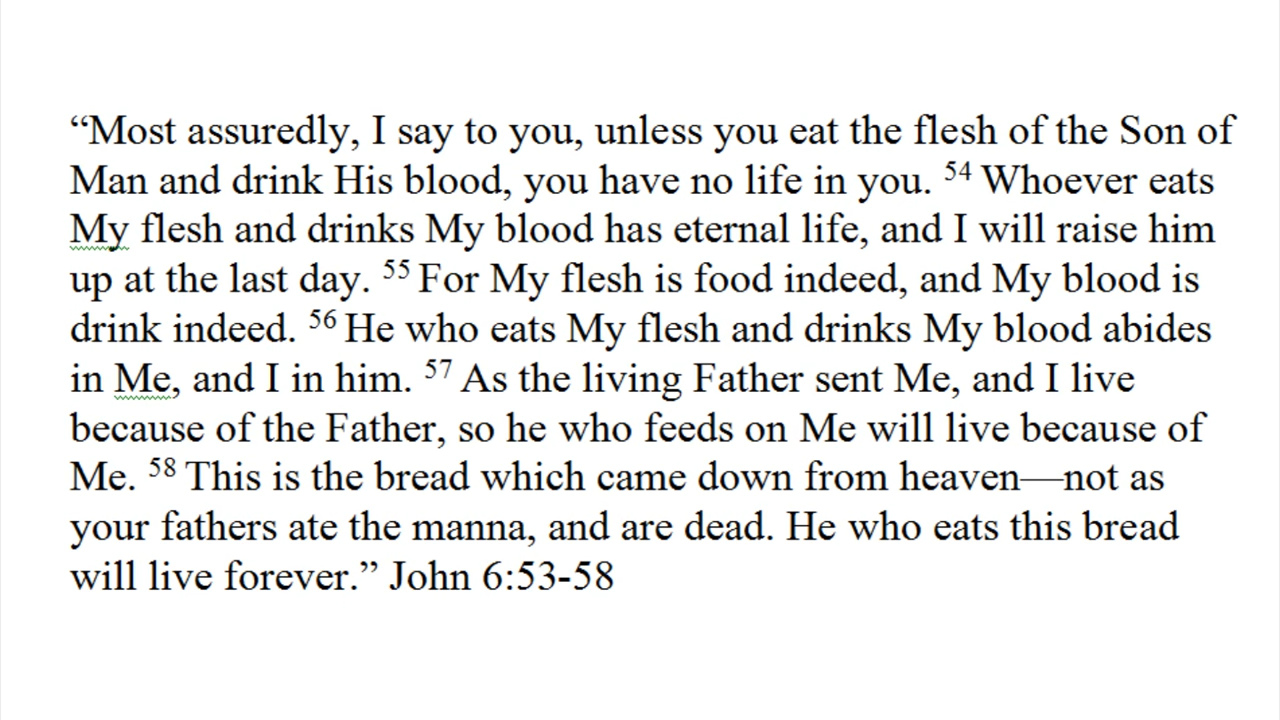 “Most assuredly, I say to you, unless you eat the flesh of the Son of
Man and drink His blood, you have no life in you. 54 Whoever eats
My flesh and drinks My blood has eternal life, and I will raise him
up at the last day. 55 For My flesh is food indeed, and My blood is
drink indeed. 56 He who eats My flesh and drinks My blood abides
in Me, and I in him. 57 As the living Father sent Me, and I live
because of the Father, so he who feeds on Me will live because of
Me. 58 This is the bread which came down from heaven—not as
your fathers ate the manna, and are dead. He who eats this bread
will live forever.” John 6:53-58